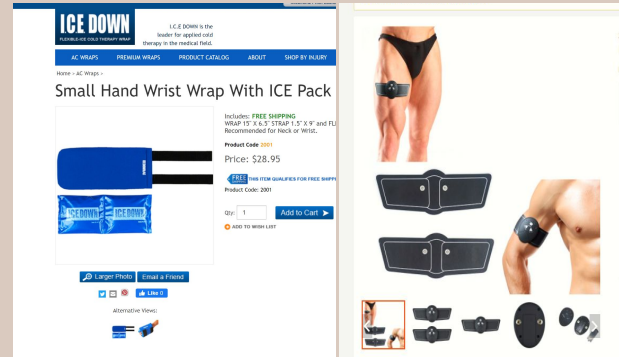 ICE DOWN
FLEXIBLE-ICE COLD THERAPY WRAP
I.C.E DOWN is the
leader for applied cold
therapy in the medical field.
AC WRAPS PREMIUM WRAPS PRODUCT CATALOG ABOUT SHOP BY INJURY
Home > AC Wraps >
Small Hand Wrist Wrap With ICE Pack
Includes: FREE SHIPPING
WRAP 15" X 6.5" STRAP 1.5" X 9" and FL
Recommended for Neck or Wrist.
Product Code 2001
Price: $28.95
FREE THIS ITEM QUALIFIES FOR FREE SHIPPI
Product Code: 2001
Qty: 1 Add to Cart
ADD TO WISH LIST
ICE DOWN ICE DOWN
Larger Photo Email a Friend
Like 0
Alternative Views: